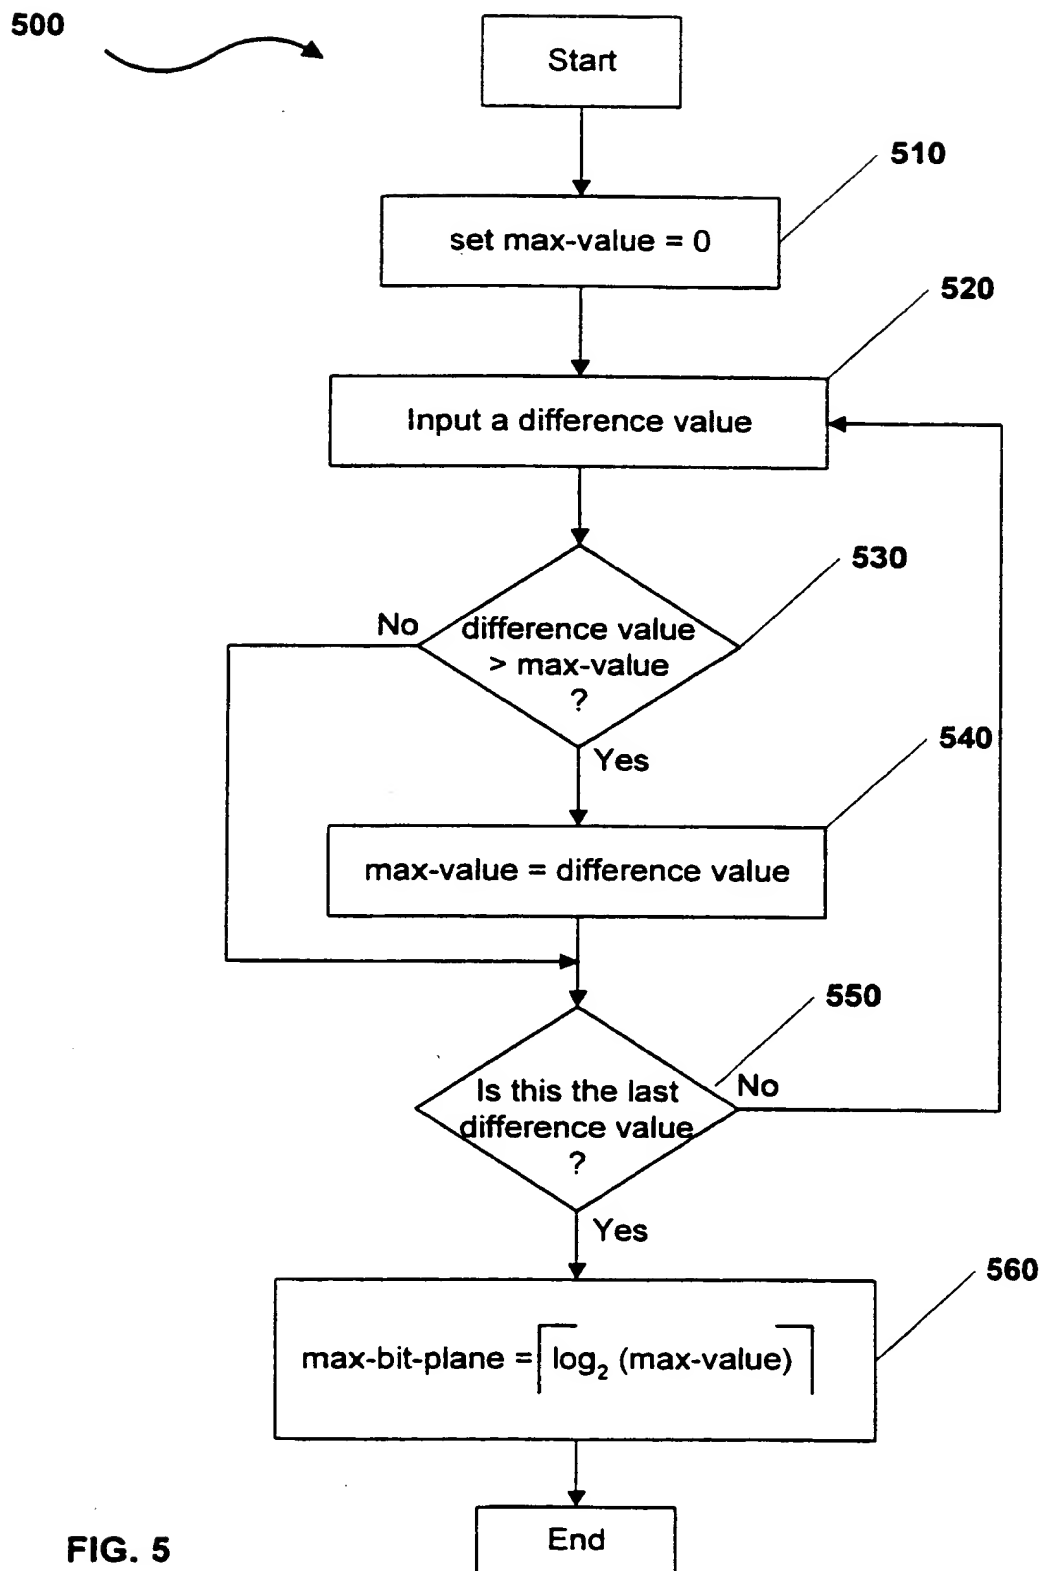 500
Start
510
set max-value = 0
520
Input a difference value
530
No
difference value
> max-value
?
Yes
540
max-value = difference value
550
Is this the last
difference value
?
No
Yes
560
max-bit-plane = ⌈log₂ (max-value)⌉
End
FIG. 5